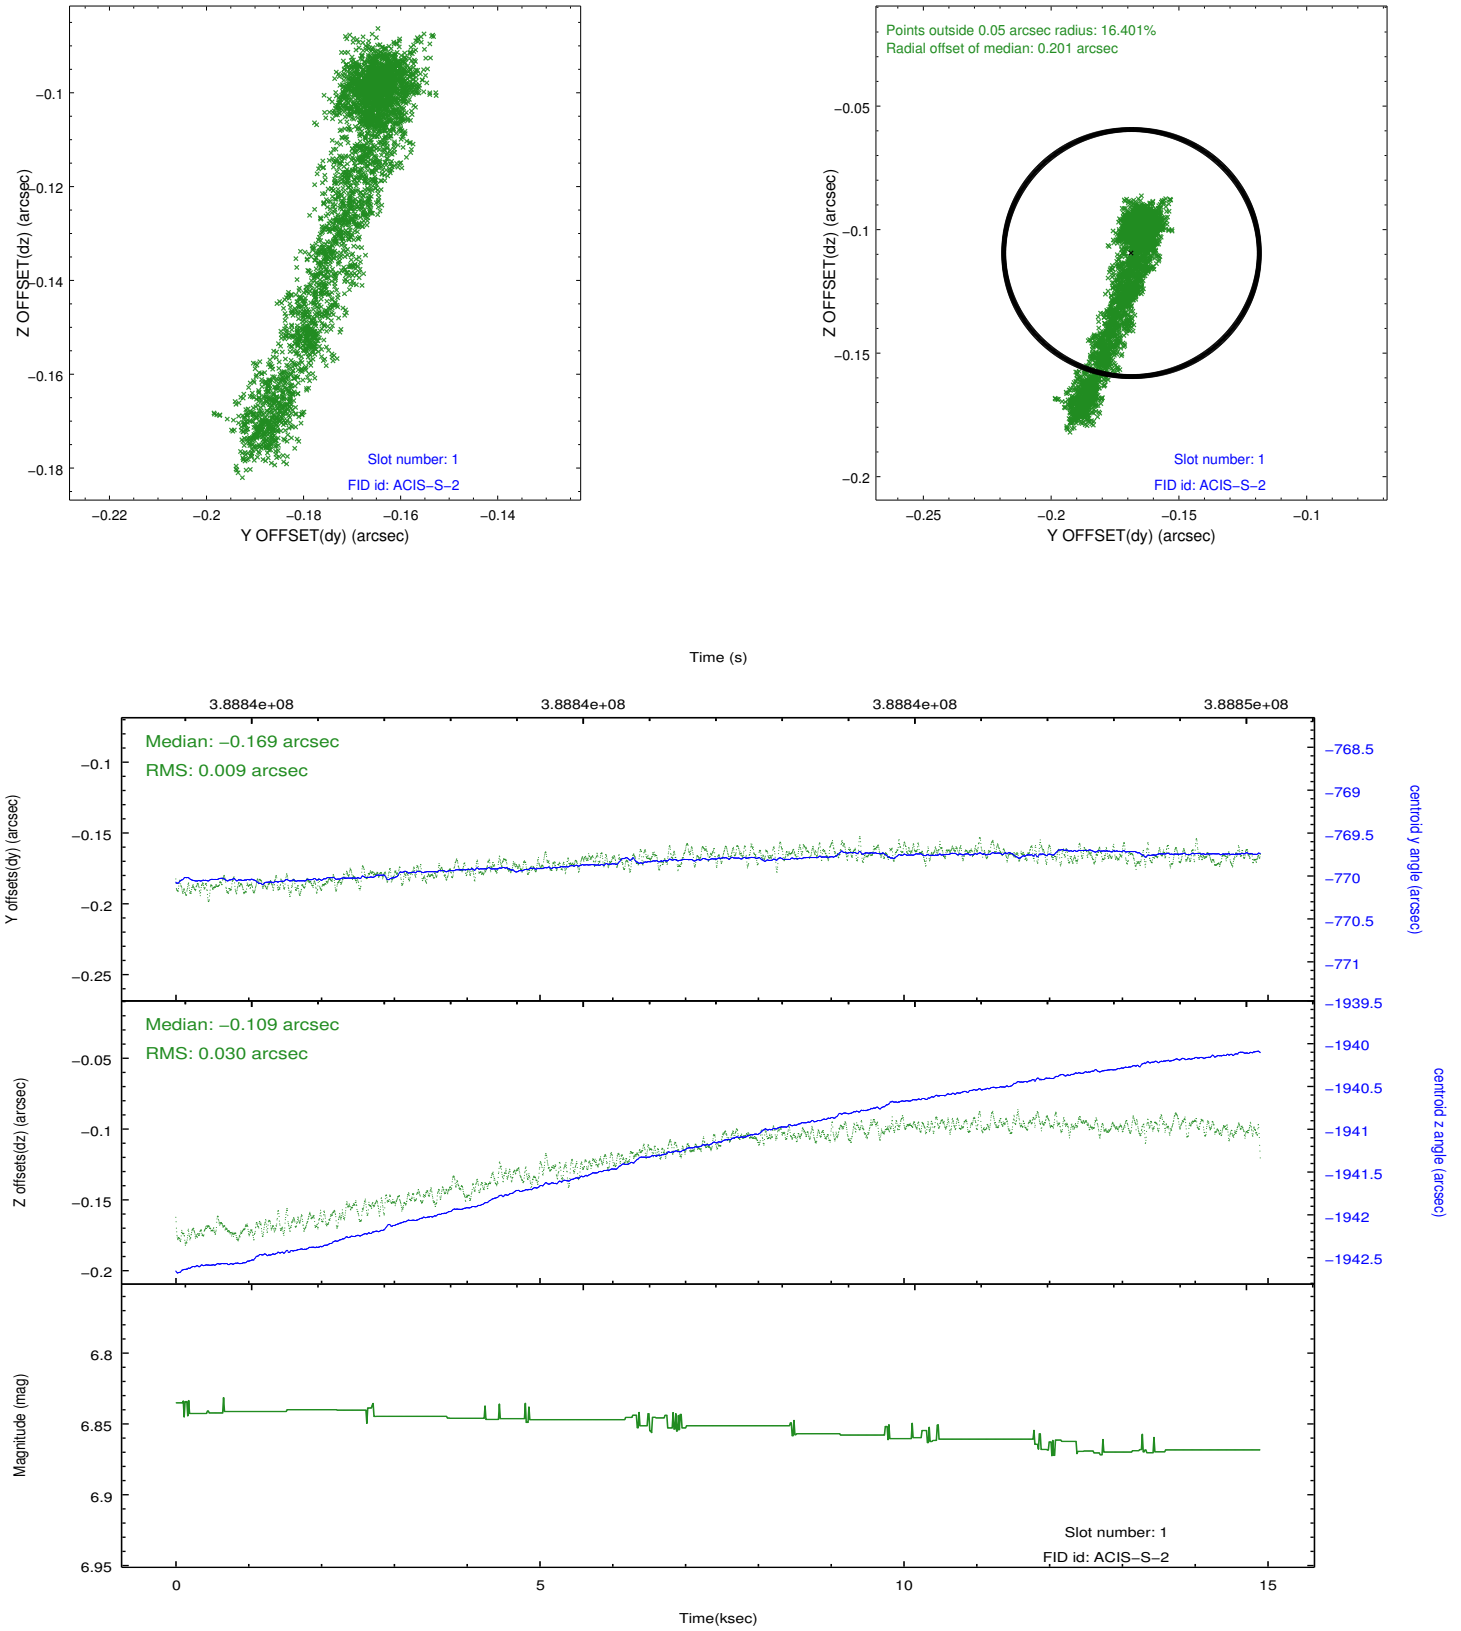 −0.1
−0.12
−0.14
−0.16
−0.18
Z OFFSET(dz) (arcsec)
Slot number: 1
FID id: ACIS−S−2
−0.22
−0.2
−0.18
−0.16
−0.14
Y OFFSET(dy) (arcsec)
Points outside 0.05 arcsec radius: 16.401%
Radial offset of median: 0.201 arcsec
−0.05
−0.1
−0.15
−0.2
Z OFFSET(dz) (arcsec)
Slot number: 1
FID id: ACIS−S−2
−0.25
−0.2
−0.15
−0.1
Y OFFSET(dy) (arcsec)
Time (s)
3.8884e+08
3.8884e+08
3.8884e+08
3.8885e+08
Median: −0.169 arcsec
RMS: 0.009 arcsec
−0.1
−0.15
−0.2
−0.25
Y offsets(dy) (arcsec)
−768.5
−769
−769.5
−770
−770.5
−771
centroid y angle (arcsec)
Median: −0.109 arcsec
RMS: 0.030 arcsec
−0.05
−0.1
−0.15
−0.2
Z offsets(dz) (arcsec)
−1939.5
−1940
−1940.5
−1941
−1941.5
−1942
−1942.5
centroid z angle (arcsec)
6.8
6.85
6.9
6.95
Magnitude (mag)
Slot number: 1
FID id: ACIS−S−2
0
5
10
15
Time(ksec)